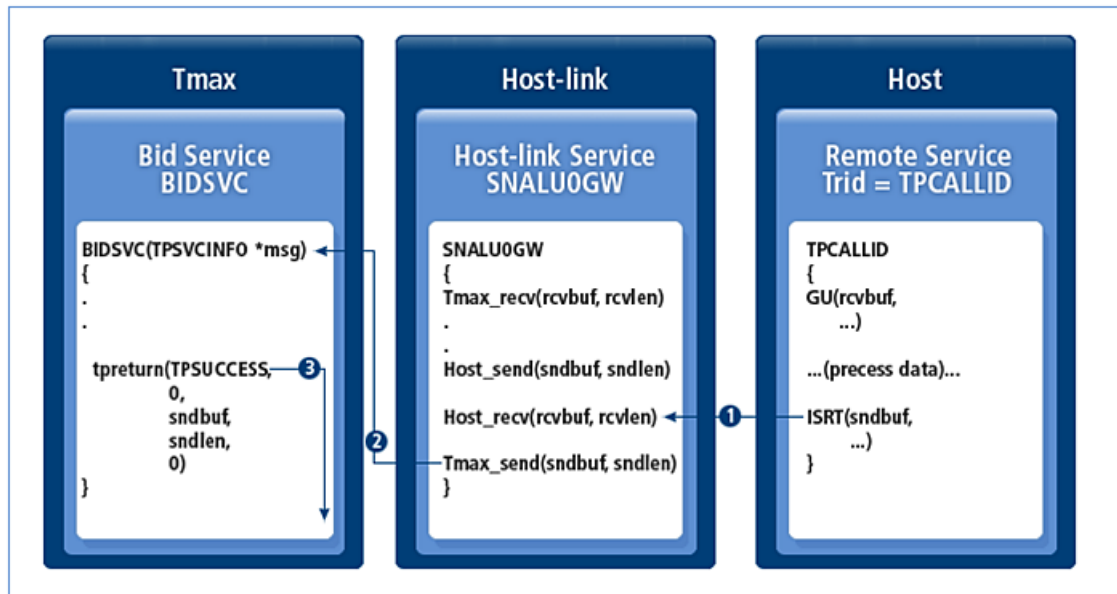 Tmax
Bid Service
BIDSVC
BIDSVC(TPSVCINFO *msg)
{
.
.
tpreturn(TPSUCCESS,
0,
sndbuf,
sndlen,
0)
}
3
2
Host-link
Host-link Service
SNALU0GW
SNALU0GW
{
Tmax_recv(rcvbuf, rcvlen)
.
.
Host_send(sndbuf, sndlen)
Host_recv(rcvbuf, rcvlen)
Tmax_send(sndbuf, sndlen)
}
1
Host
Remote Service
Trid = TPCALLID
TPCALLID
{
GU(rcvbuf,
...)
...(precess data)...
ISRT(sndbuf,
...)
}